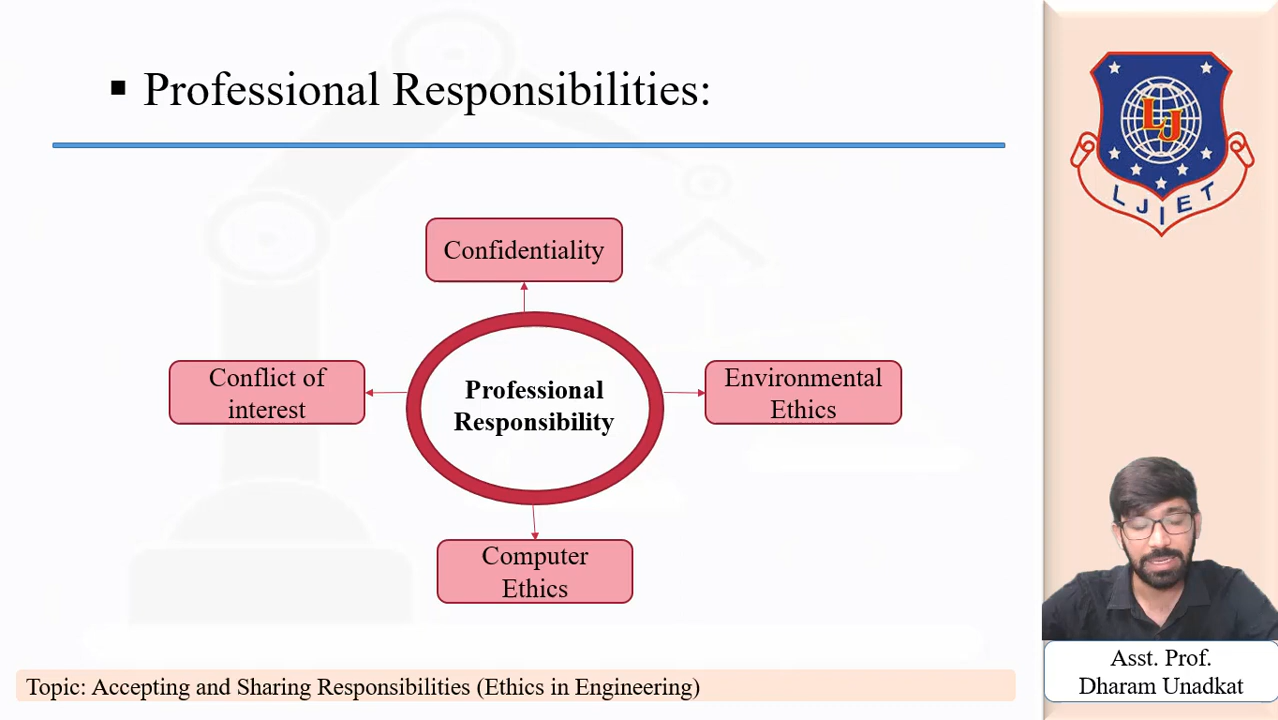 ▪ Professional Responsibilities:
Confidentiality
Conflict of
interest
Professional
Responsibility
Environmental
Ethics
Computer
Ethics
Topic: Accepting and Sharing Responsibilities (Ethics in Engineering)
LJ
LJIET
Asst. Prof.
Dharam Unadkat